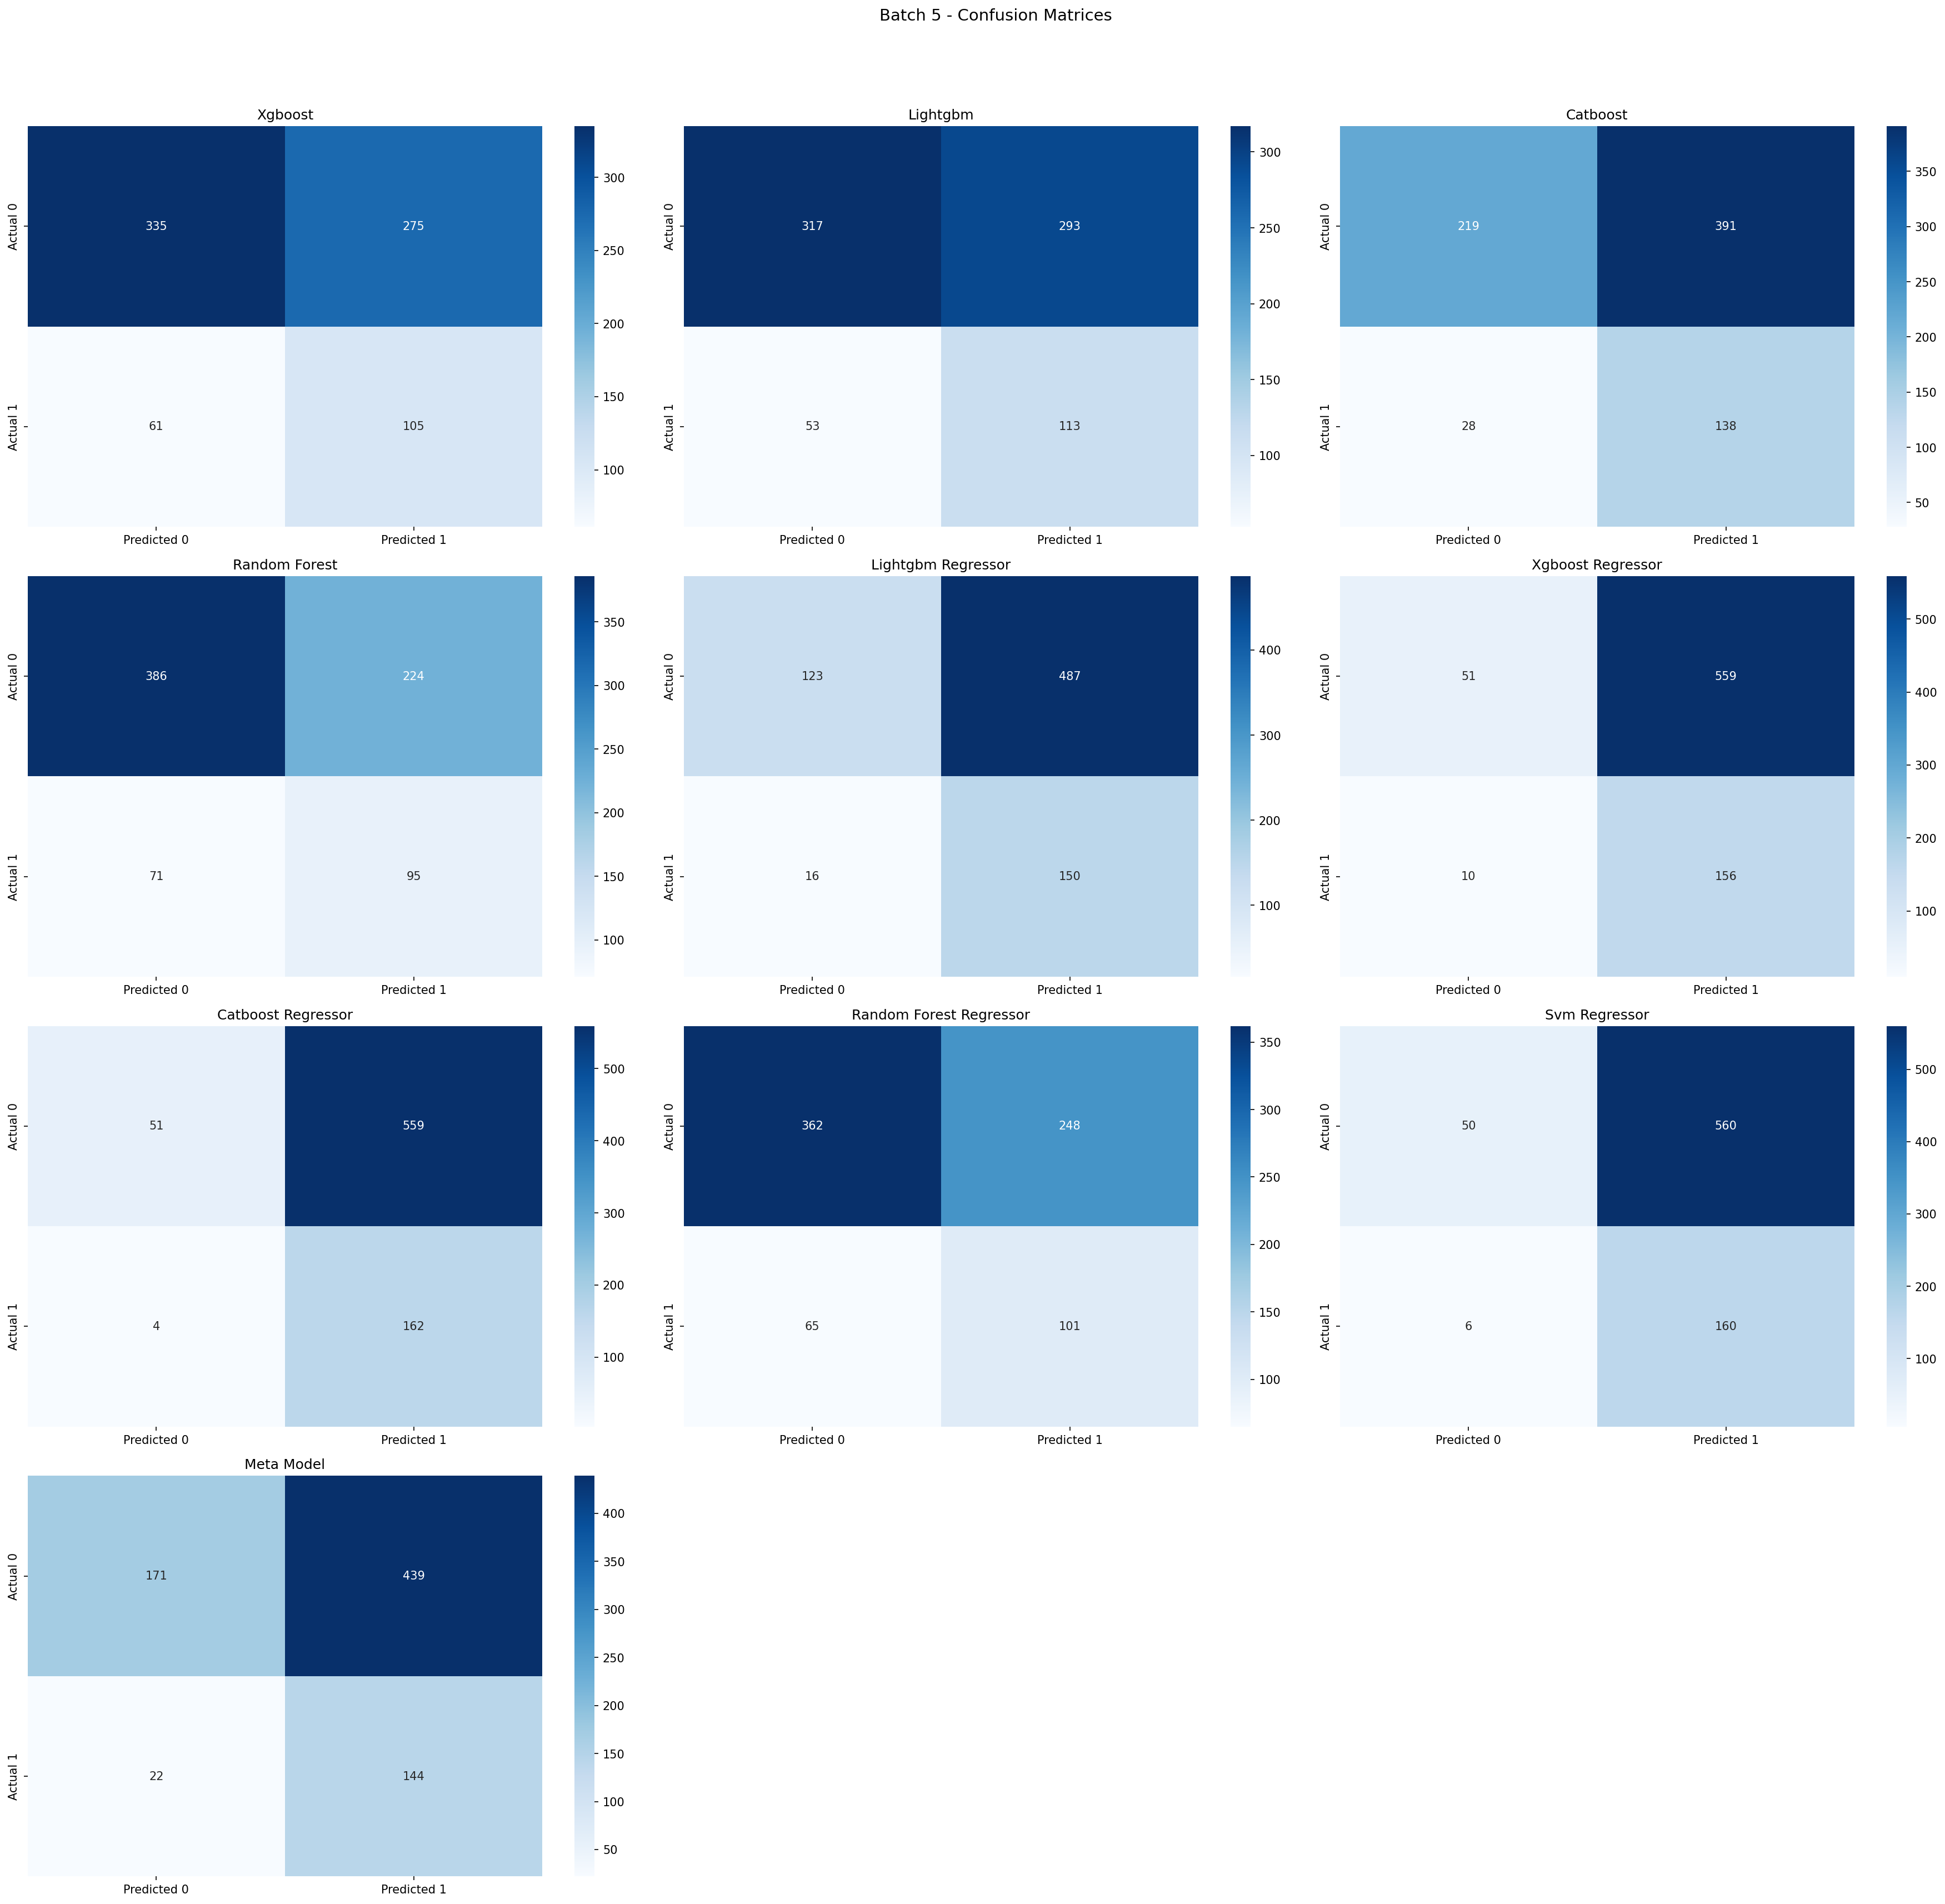 Batch 5 - Confusion Matrices
Xgboost
Actual 0
Actual 1
335
275
61
105
Predicted 0
Predicted 1
300
250
200
150
100
Lightgbm
Actual 0
Actual 1
317
293
53
113
Predicted 0
Predicted 1
300
250
200
150
100
Catboost
Actual 0
Actual 1
219
391
28
138
Predicted 0
Predicted 1
350
300
250
200
150
100
50
Random Forest
Actual 0
Actual 1
386
224
71
95
Predicted 0
Predicted 1
350
300
250
200
150
100
Lightgbm Regressor
Actual 0
Actual 1
123
487
16
150
Predicted 0
Predicted 1
400
300
200
100
Xgboost Regressor
Actual 0
Actual 1
51
559
10
156
Predicted 0
Predicted 1
500
400
300
200
100
Catboost Regressor
Actual 0
Actual 1
51
559
4
162
Predicted 0
Predicted 1
500
400
300
200
100
Random Forest Regressor
Actual 0
Actual 1
362
248
65
101
Predicted 0
Predicted 1
350
300
250
200
150
100
Svm Regressor
Actual 0
Actual 1
50
560
6
160
Predicted 0
Predicted 1
500
400
300
200
100
Meta Model
Actual 0
Actual 1
171
439
22
144
Predicted 0
Predicted 1
400
350
300
250
200
150
100
50